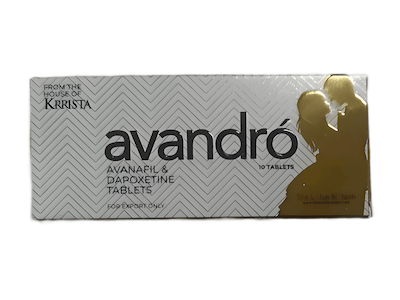 FROM THE
HOUSE OF
KRRISTA
avandró
10 TABLETS
AVANAFIL &
DAPOXETINE
TABLETS
FOR EXPORT ONLY